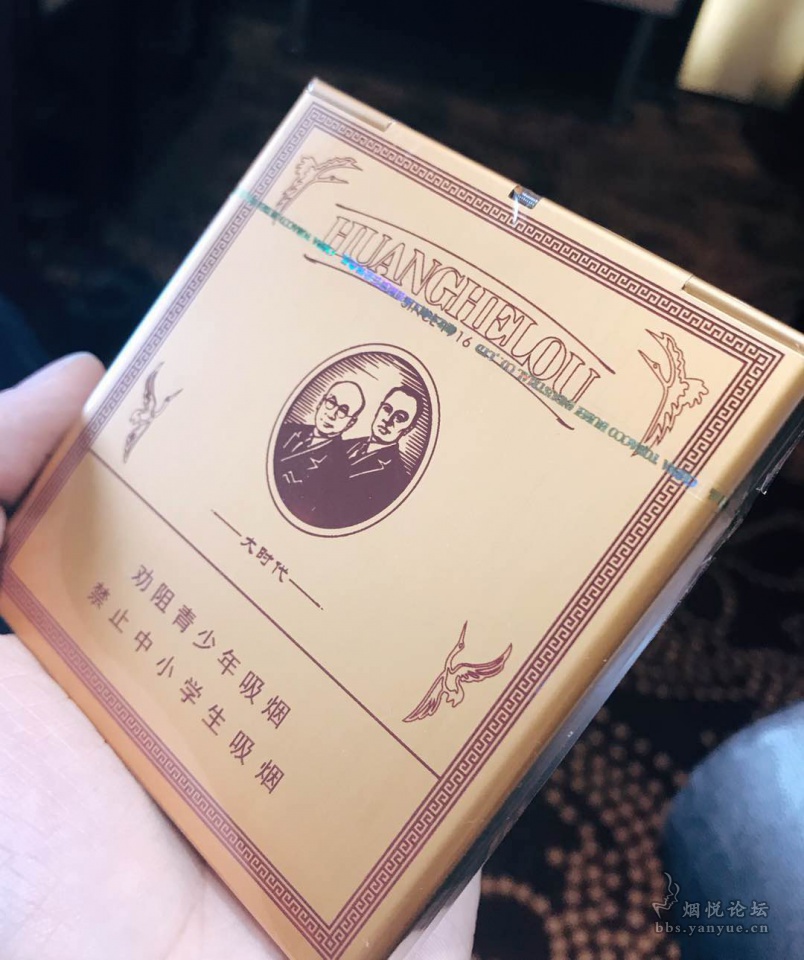 HUANGHELOU
大时代
劝阻青少年吸烟
禁止中小学生吸烟
烟悦论坛
bbs.yanyue.cn